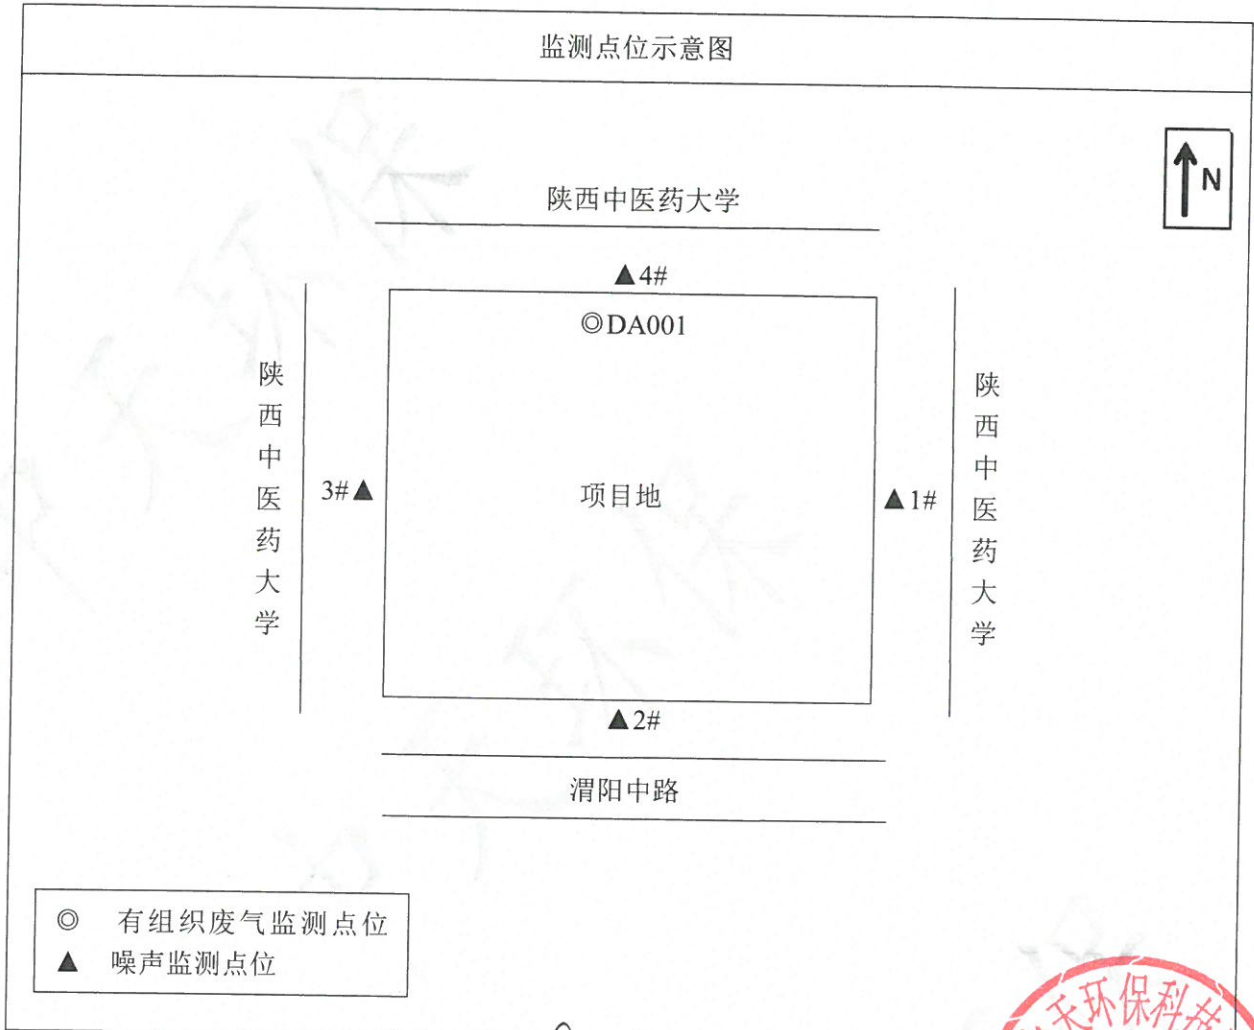 监测点位示意图
N
陕西中医药大学
▲4#
◎DA001
陕西中医药大学
3#▲
项目地
▲1#
陕西中医药大学
▲2#
渭阳中路
◎ 有组织废气监测点位
▲ 噪声监测点位
天环保科技